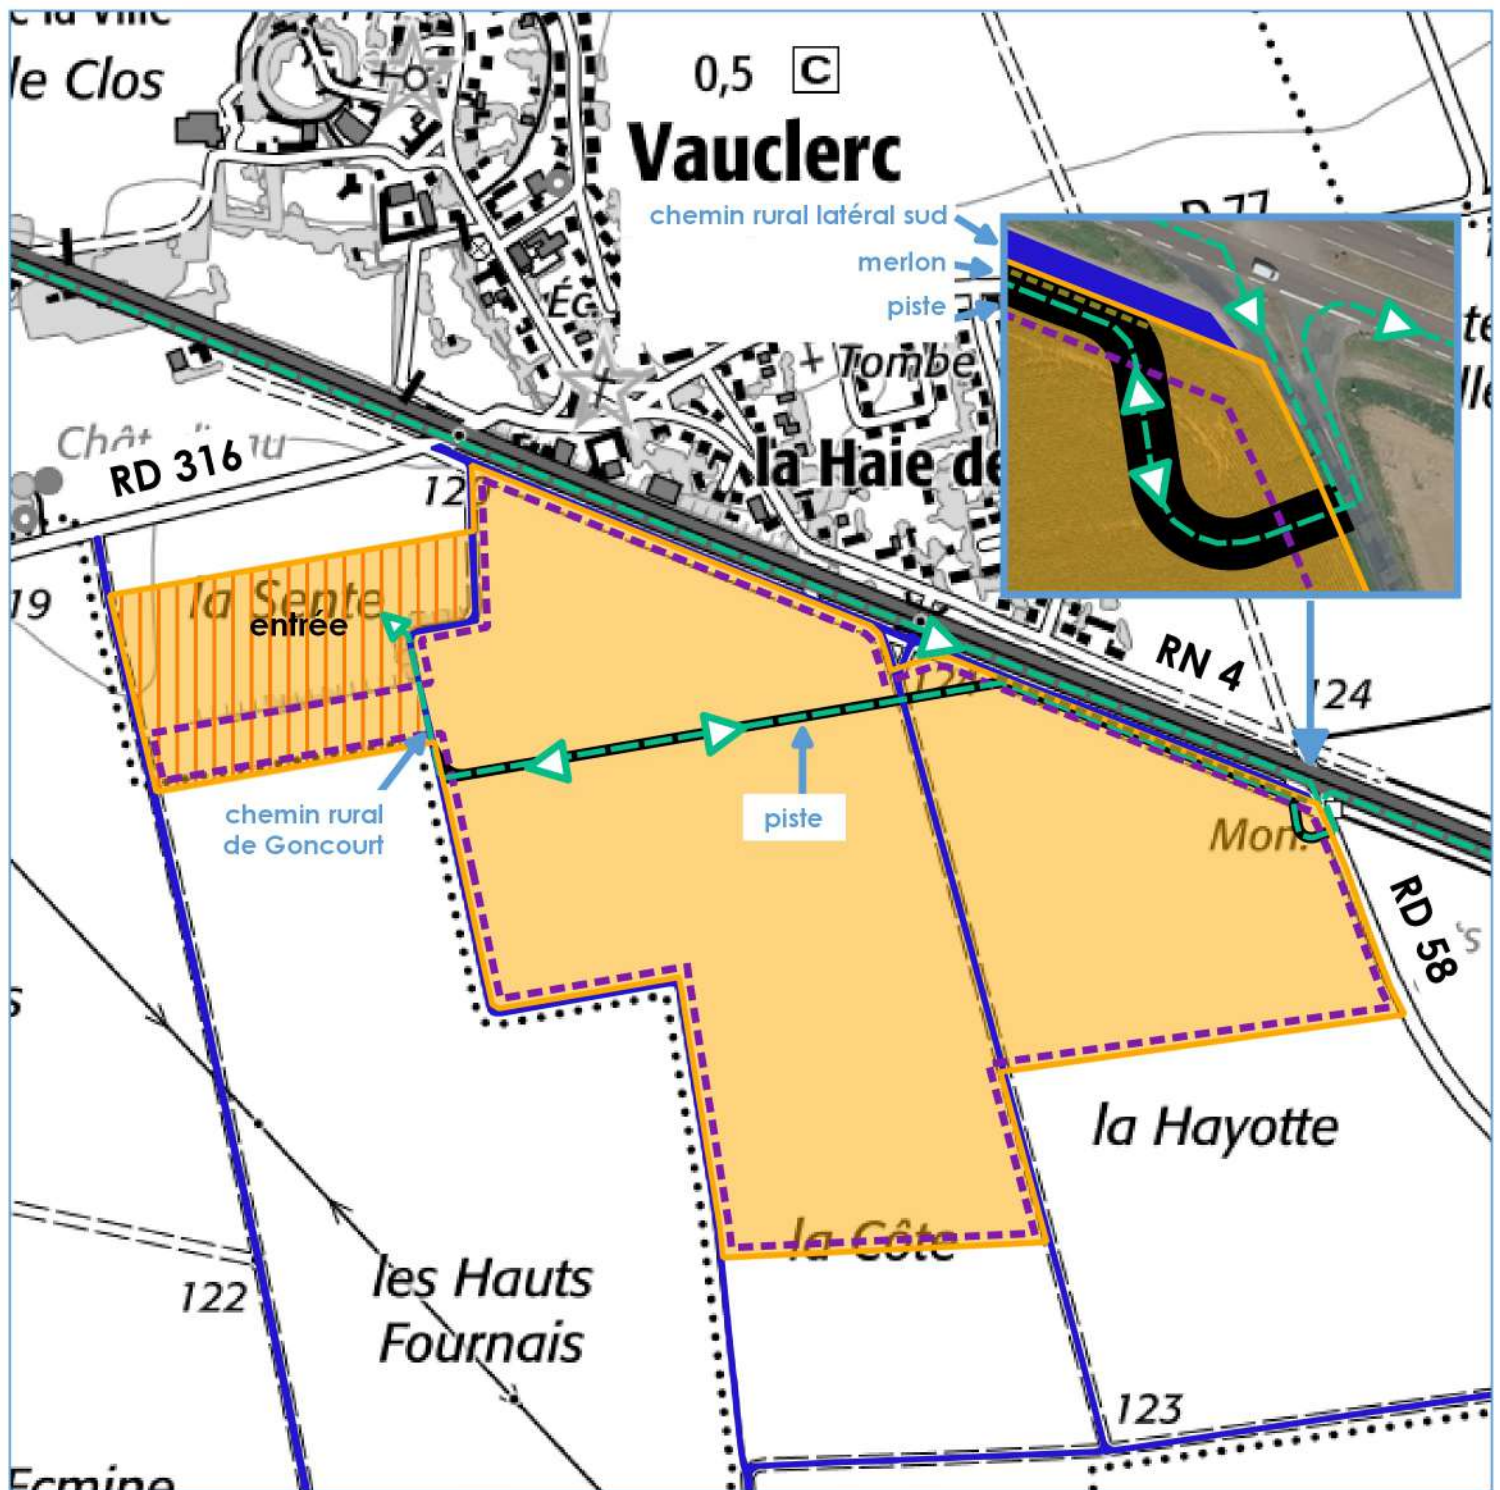 le Clos
0,5 C
Vauclerc
chemin rural latéral sud
D 77
merlon
piste
Éc.
Tombe
la Haie de
RD 316
19
la Sente
entrée
RN 4
124
chemin rural
de Goncourt
piste
Mon.
RD 58
la Hayotte
la Côte
122
les Hauts
Fournais
123
Ecmine